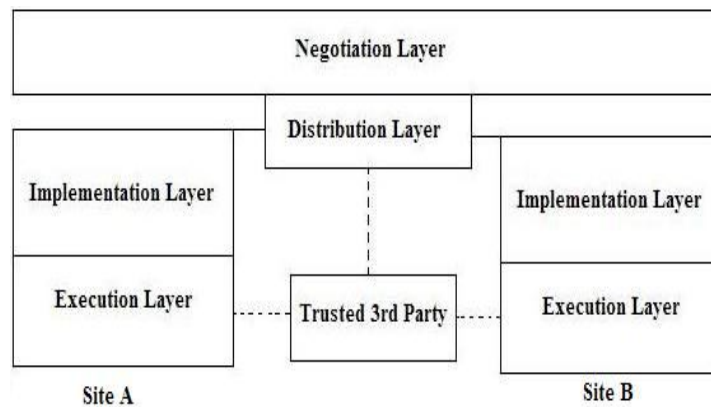 Negotiation Layer
Distribution Layer
Implementation Layer
Implementation Layer
Execution Layer
Trusted 3rd Party
Execution Layer
Site A
Site B